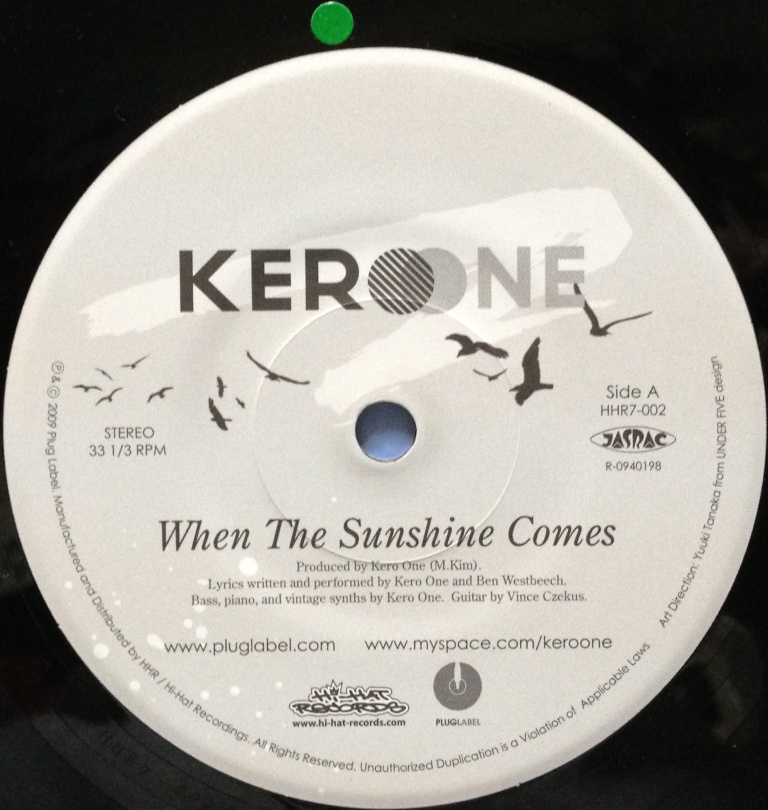 KERO ONE
STEREO
33 1/3 RPM
Side A
HHR7-002
JASRAC
R-0940198
When The Sunshine Comes
Produced by Kero One (M.Kim).
Lyrics written and performed by Kero One and Ben Westbeech.
Bass, piano, and vintage synths by Kero One. Guitar by Vince Czekus.
www.pluglabel.com www.myspace.com/keroone
HI-HAT
RECORDS
www.hi-hat-records.com
PLUGLABEL
Ⓟ & © 2009 Plug Label. Manufactured and Distributed by HHR / Hi-Hat Recordings. All Rights Reserved. Unauthorized Duplication is a Violation of Applicable Laws
Art Direction: Yuuki Tanaka from UNDER FIVE design